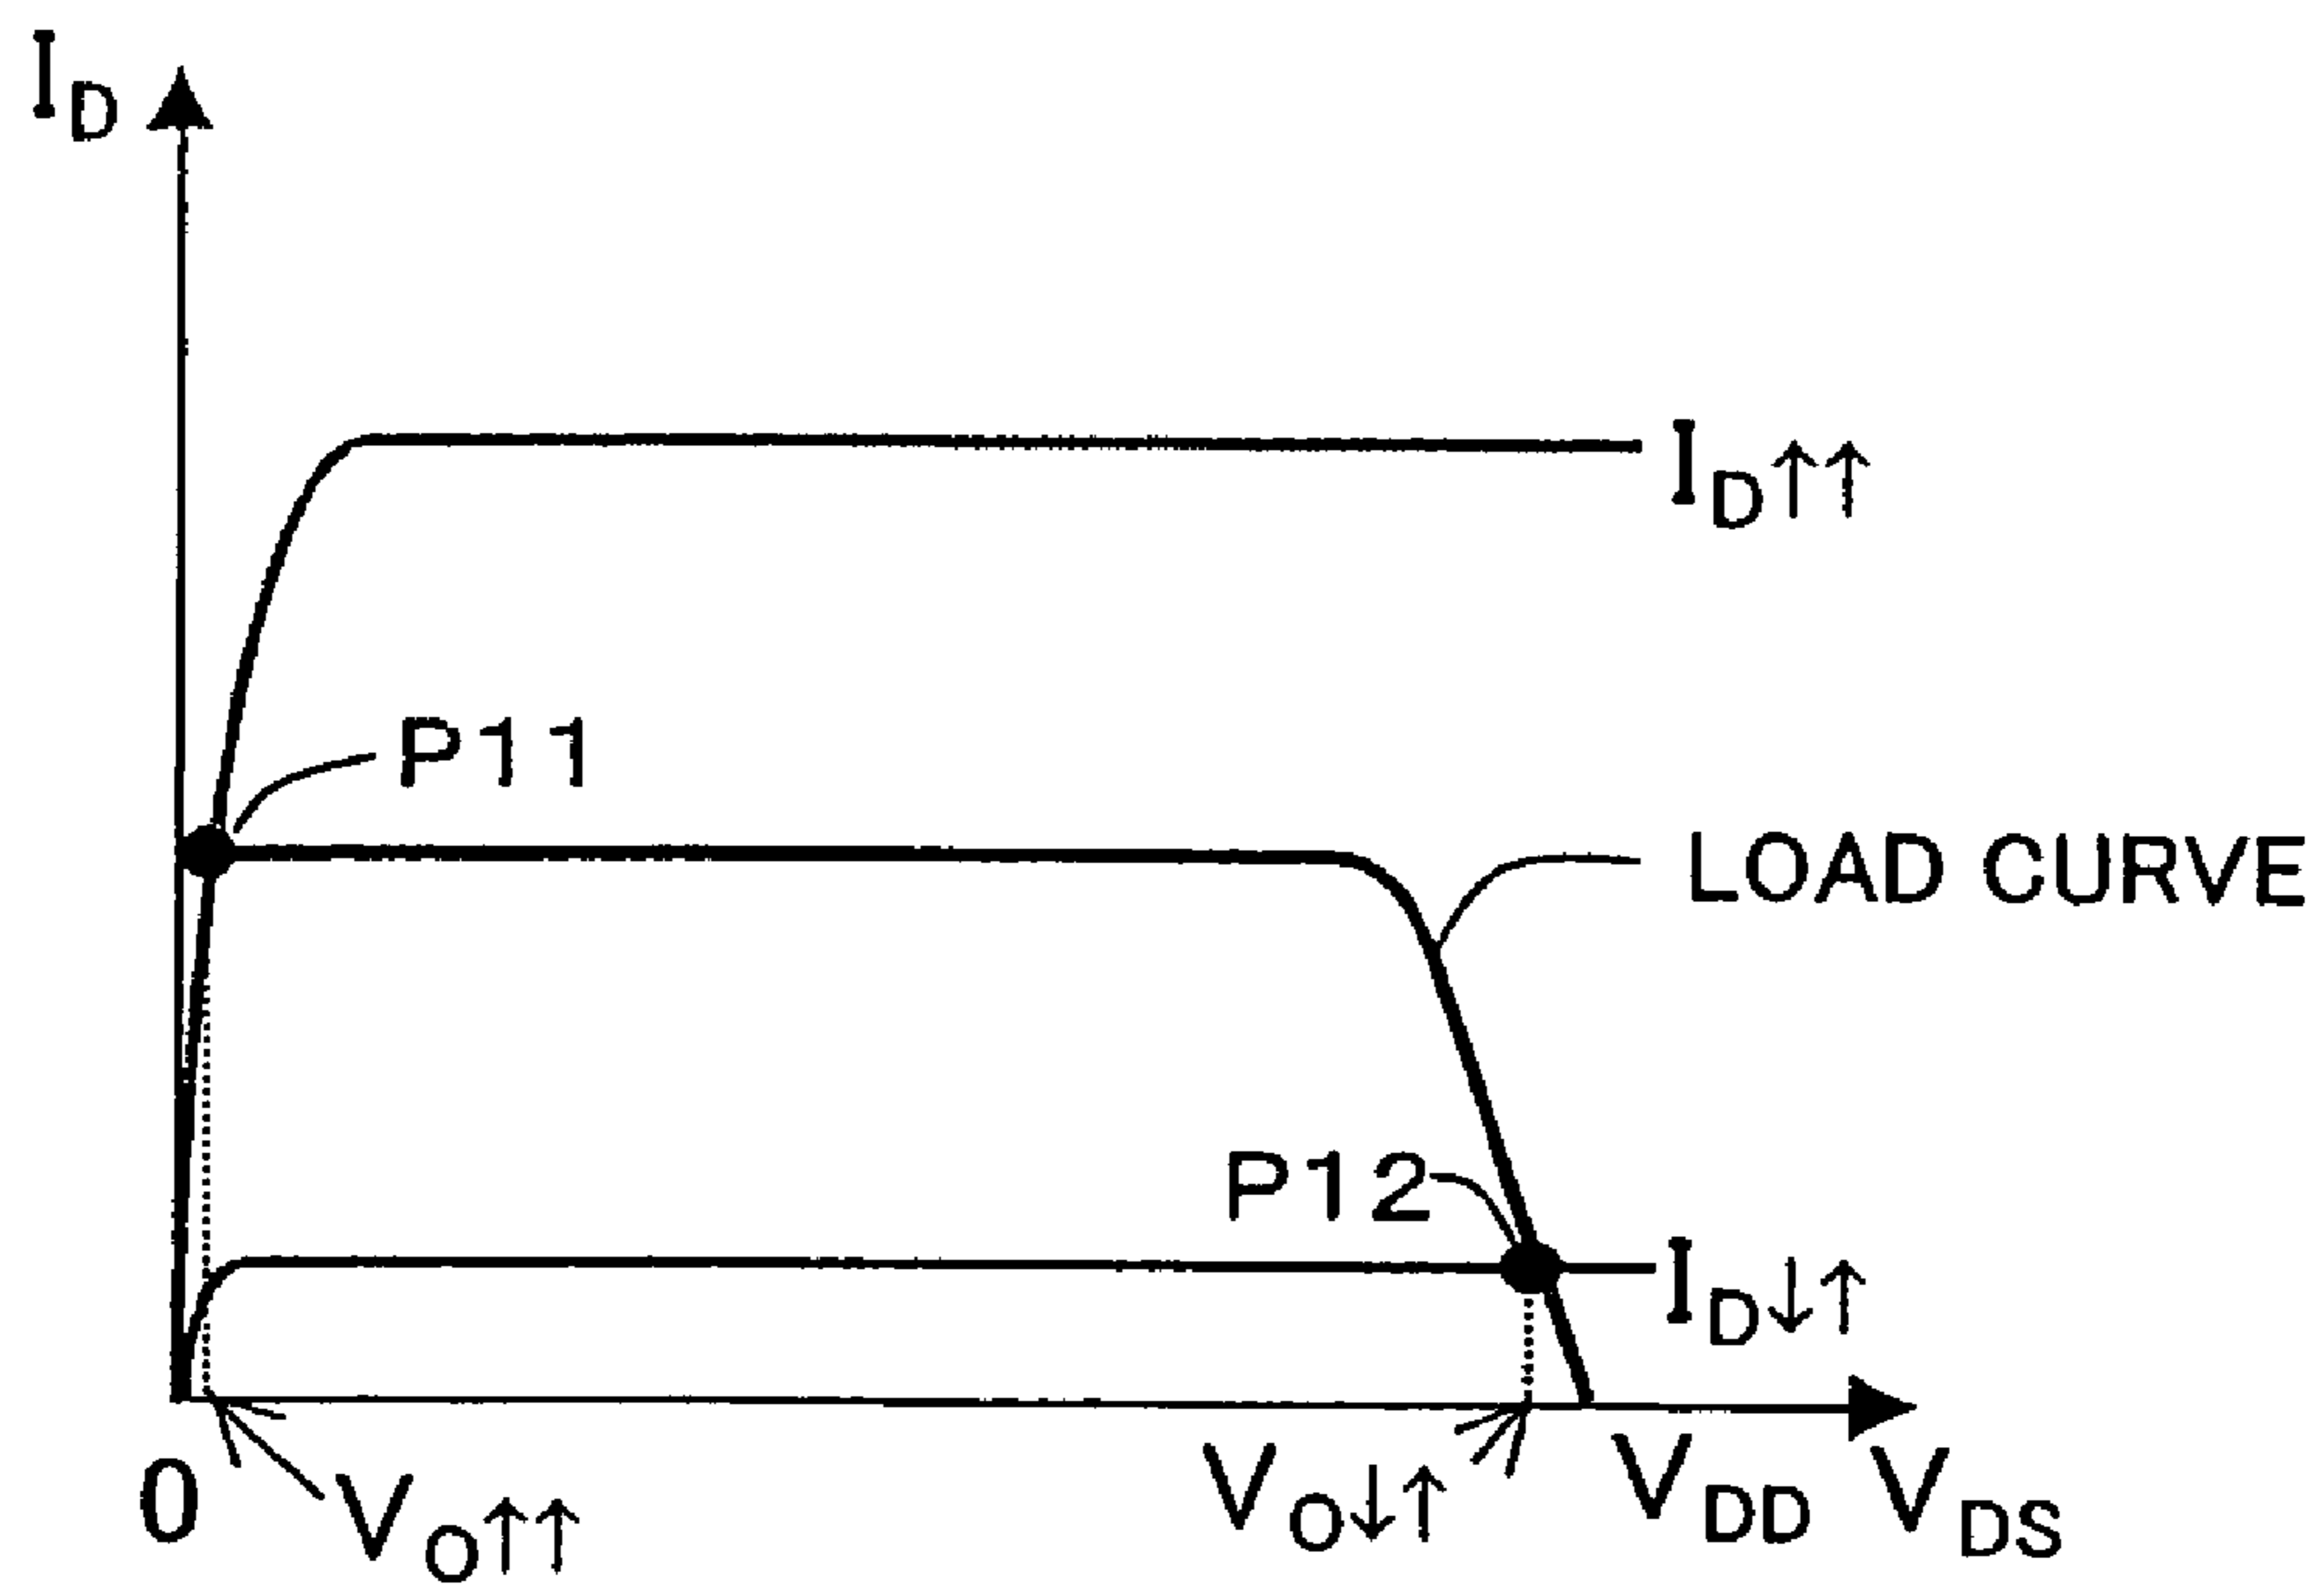 I_D
I_D↑↑
P11
LOAD CURVE
P12
I_D↓↑
0
V_O↑↑
V_O↓↑
V_DD
V_DS